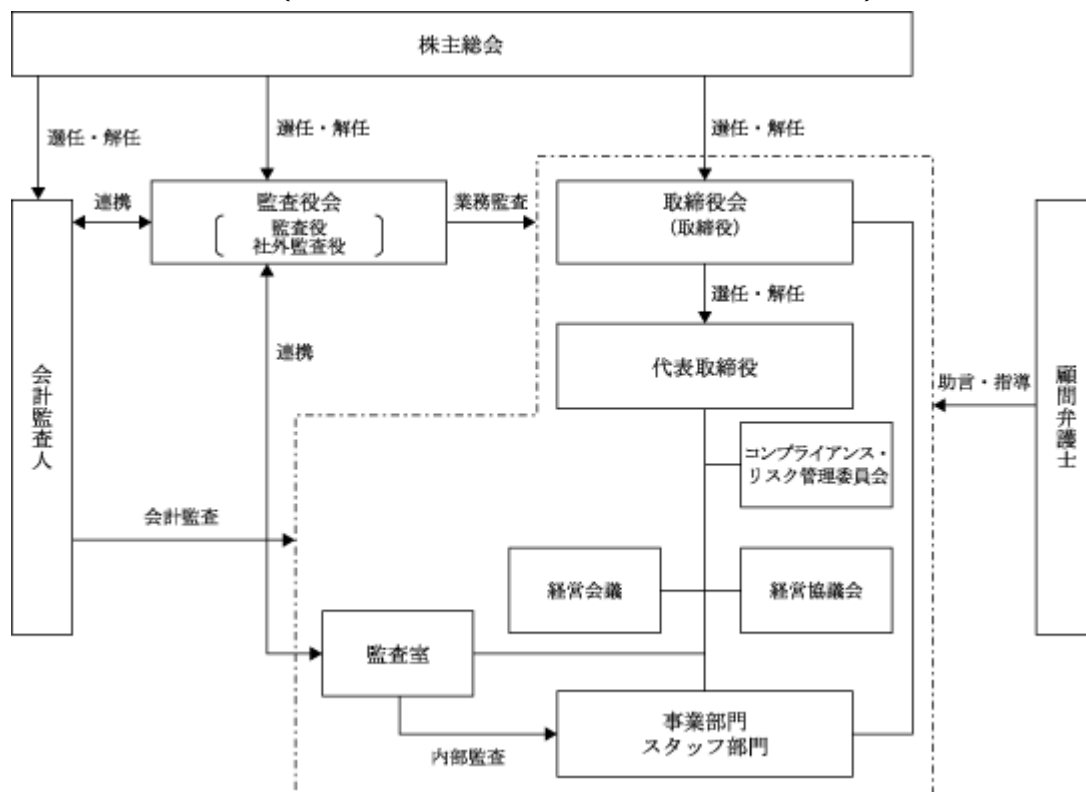 株主総会
選任・解任
選任・解任
選任・解任
連携
監査役会
監査役
社外監査役
業務監査
取締役会
(取締役)
選任・解任
連携
代表取締役
会計監査人
助言・指導
顧問弁護士
コンプライアンス・
リスク管理委員会
会計監査
経営会議
経営協議会
監査室
事業部門
スタッフ部門
内部監査